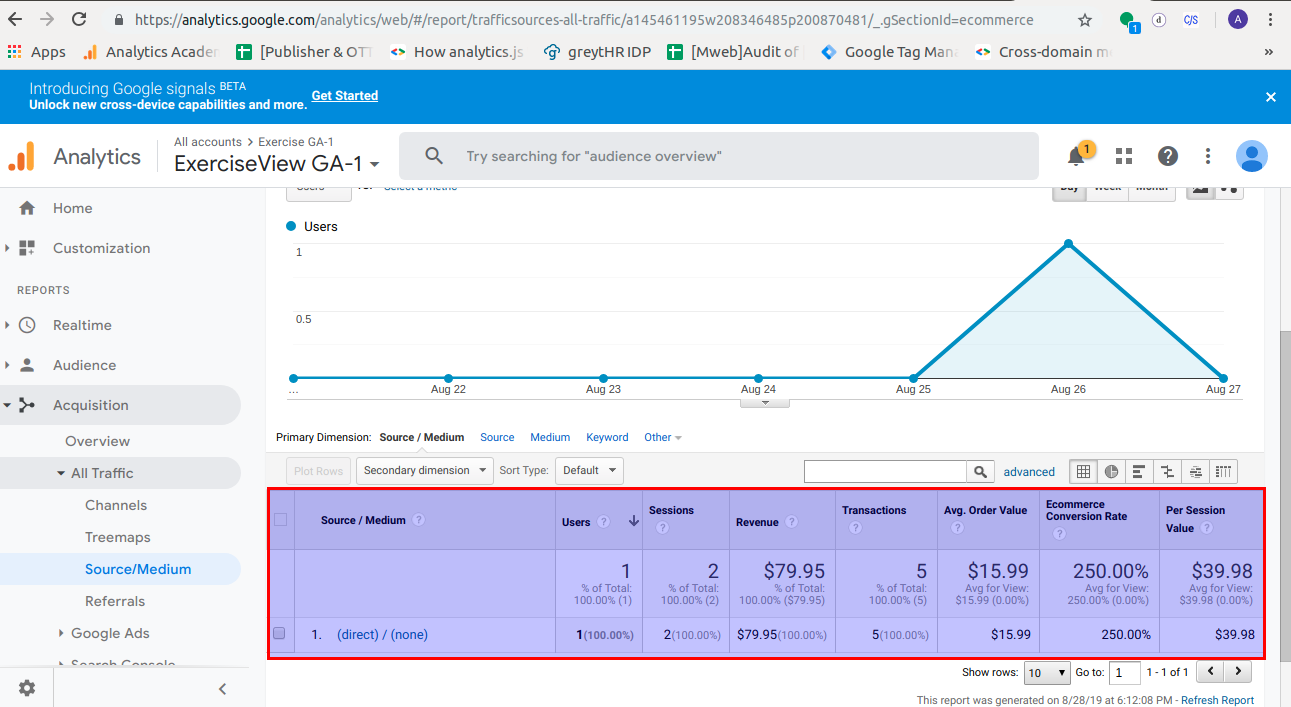 https://analytics.google.com/analytics/web/#/report/trafficsources-all-traffic/a145461195w208346485p200870481/_.gSectionId=ecommerce
1 d CJS A
Apps Analytics Acade [Publisher & OTT How analytics.js greytHR IDP [Mweb]Audit of Google Tag Mana Cross-domain m »
Introducing Google signals BETA
Unlock new cross-device capabilities and more. Get Started
Analytics
All accounts > Exercise GA-1
ExerciseView GA-1
Try searching for "audience overview"
1
Users Select a metric
Day Week Month
Home
Customization
REPORTS
Realtime
Audience
Acquisition
Overview
All Traffic
Channels
Treemaps
Source/Medium
Referrals
Google Ads
Search Console
Users
1
0.5
... Aug 22 Aug 23 Aug 24 Aug 25 Aug 26 Aug 27
Primary Dimension: Source / Medium Source Medium Keyword Other
Plot Rows Secondary dimension Sort Type: Default advanced
Source / Medium ? Users ? Sessions ? Revenue ? Transactions ? Avg. Order Value ? Ecommerce Conversion Rate ? Per Session Value ?
1 2 $79.95 5 $15.99 250.00% $39.98
% of Total: % of Total: % of Total: % of Total: Avg for View: Avg for View: Avg for View:
100.00% (1) 100.00% (2) 100.00% ($79.95) 100.00% (5) $15.99 (0.00%) 250.00% (0.00%) $39.98 (0.00%)
1. (direct) / (none) 1(100.00%) 2(100.00%) $79.95(100.00%) 5(100.00%) $15.99 250.00% $39.98
Show rows: 10 Go to: 1 1 - 1 of 1
This report was generated on 8/28/19 at 6:12:08 PM - Refresh Report